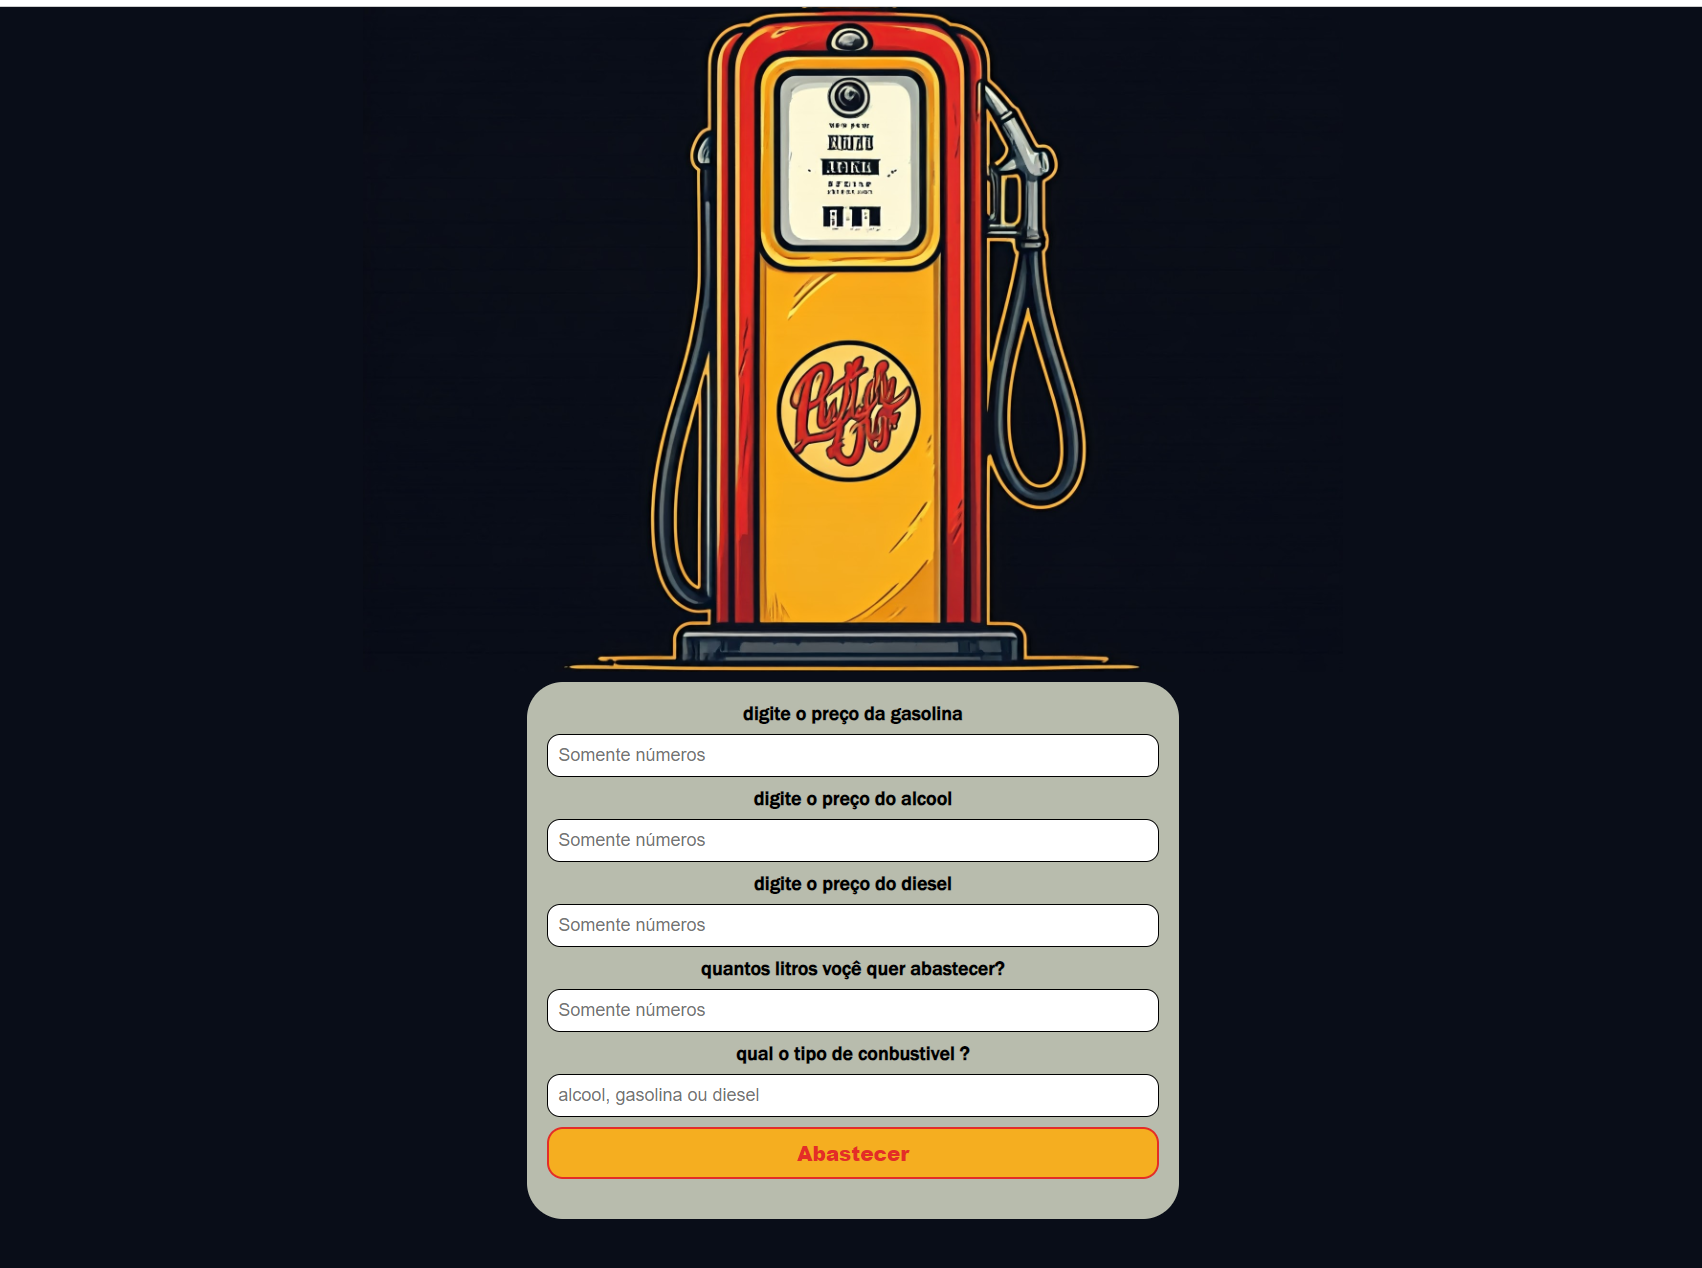 digite o preço da gasolina
Somente números
digite o preço do alcool
Somente números
digite o preço do diesel
Somente números
quantos litros voçê quer abastecer?
Somente números
qual o tipo de conbustivel ?
alcool, gasolina ou diesel
Abastecer